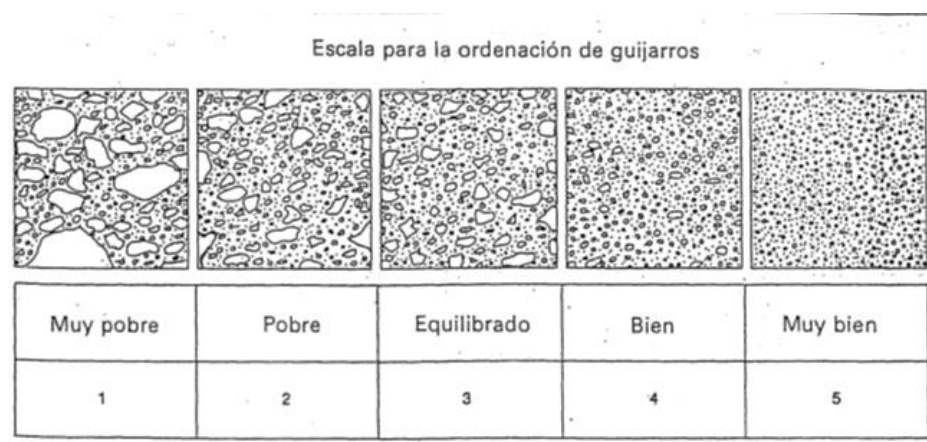 Escala para la ordenación de guijarros
Muy pobre Pobre Equilibrado Bien Muy bien
1 2 3 4 5